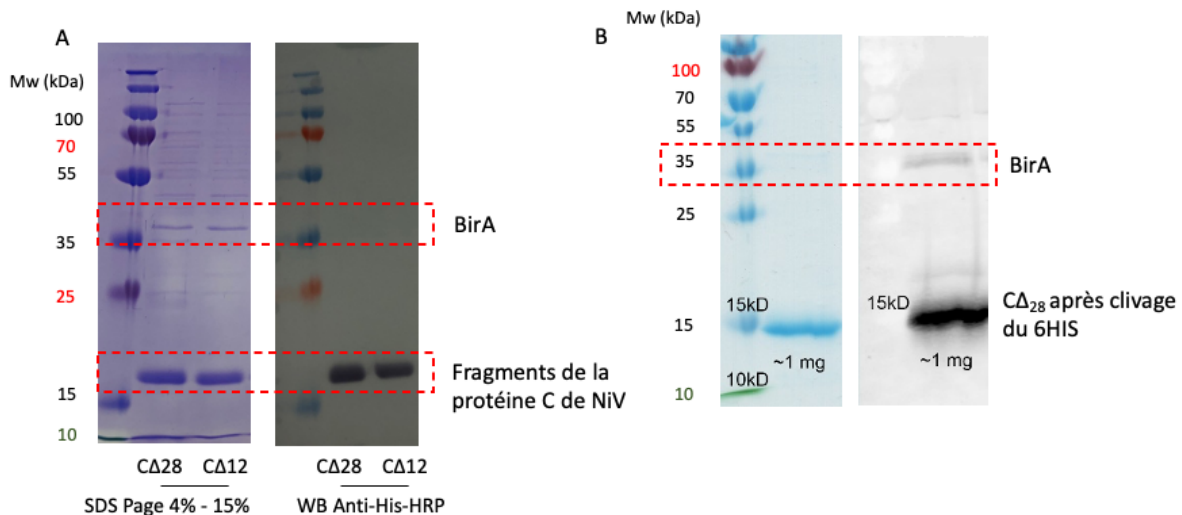 A
Mw (kDa)
100
70
55
35
25
15
10
BirA
Fragments de la
protéine C de NiV
CΔ28 CΔ12
CΔ28 CΔ12
SDS Page 4% - 15%
WB Anti-His-HRP
B
Mw (kDa)
100
70
55
35
25
15
10
15kD
~1 mg
10kD
15kD
~1 mg
BirA
CΔ28 après clivage
du 6HIS